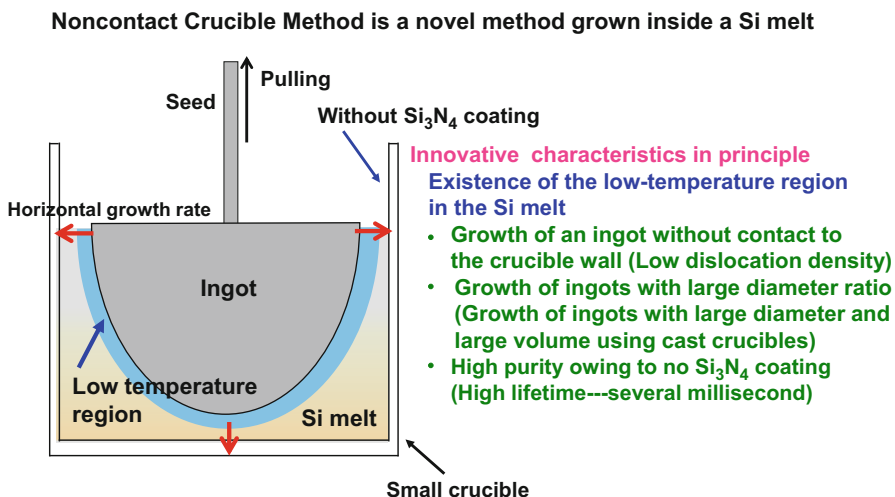 Noncontact Crucible Method is a novel method grown inside a Si melt
Pulling
Seed
Without Si₃N₄ coating
Innovative characteristics in principle
Existence of the low-temperature region
in the Si melt
Horizontal growth rate
• Growth of an ingot without contact to
the crucible wall (Low dislocation density)
Ingot
• Growth of ingots with large diameter ratio
(Growth of ingots with large diameter and
large volume using cast crucibles)
• High purity owing to no Si₃N₄ coating
(High lifetime---several millisecond)
Low temperature
region
Si melt
Small crucible